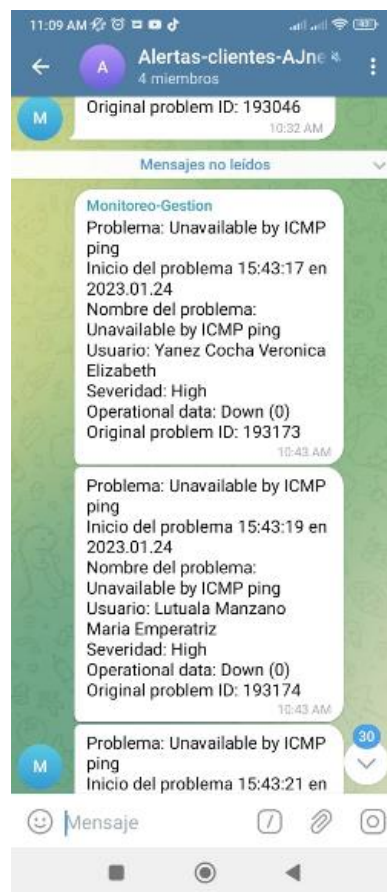 11:09 AM
A
Alertas-clientes-AJne
4 miembros
M
Original problem ID: 193046
10:32 AM
Mensajes no leídos
Monitoreo-Gestion
Problema: Unavailable by ICMP
ping
Inicio del problema 15:43:17 en
2023.01.24
Nombre del problema:
Unavailable by ICMP ping
Usuario: Yanez Cocha Veronica
Elizabeth
Severidad: High
Operational data: Down (0)
Original problem ID: 193173
10:43 AM
Problema: Unavailable by ICMP
ping
Inicio del problema 15:43:19 en
2023.01.24
Nombre del problema:
Unavailable by ICMP ping
Usuario: Lutuala Manzano
Maria Emperatriz
Severidad: High
Operational data: Down (0)
Original problem ID: 193174
10:43 AM
M
Problema: Unavailable by ICMP
ping
Inicio del problema 15:43:21 en
30
Mensaje